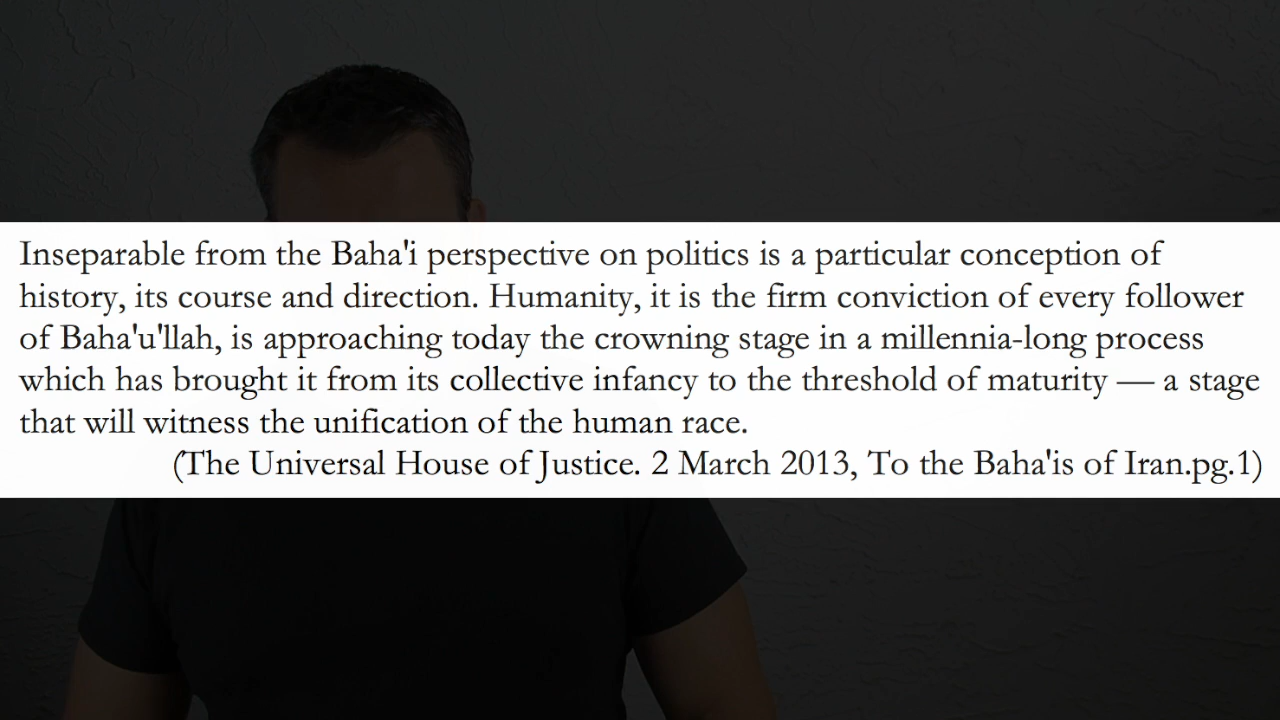 Inseparable from the Baha'i perspective on politics is a particular conception of
history, its course and direction. Humanity, it is the firm conviction of every follower
of Baha'u'llah, is approaching today the crowning stage in a millennia-long process
which has brought it from its collective infancy to the threshold of maturity — a stage
that will witness the unification of the human race.
(The Universal House of Justice. 2 March 2013, To the Baha'is of Iran.pg.1)